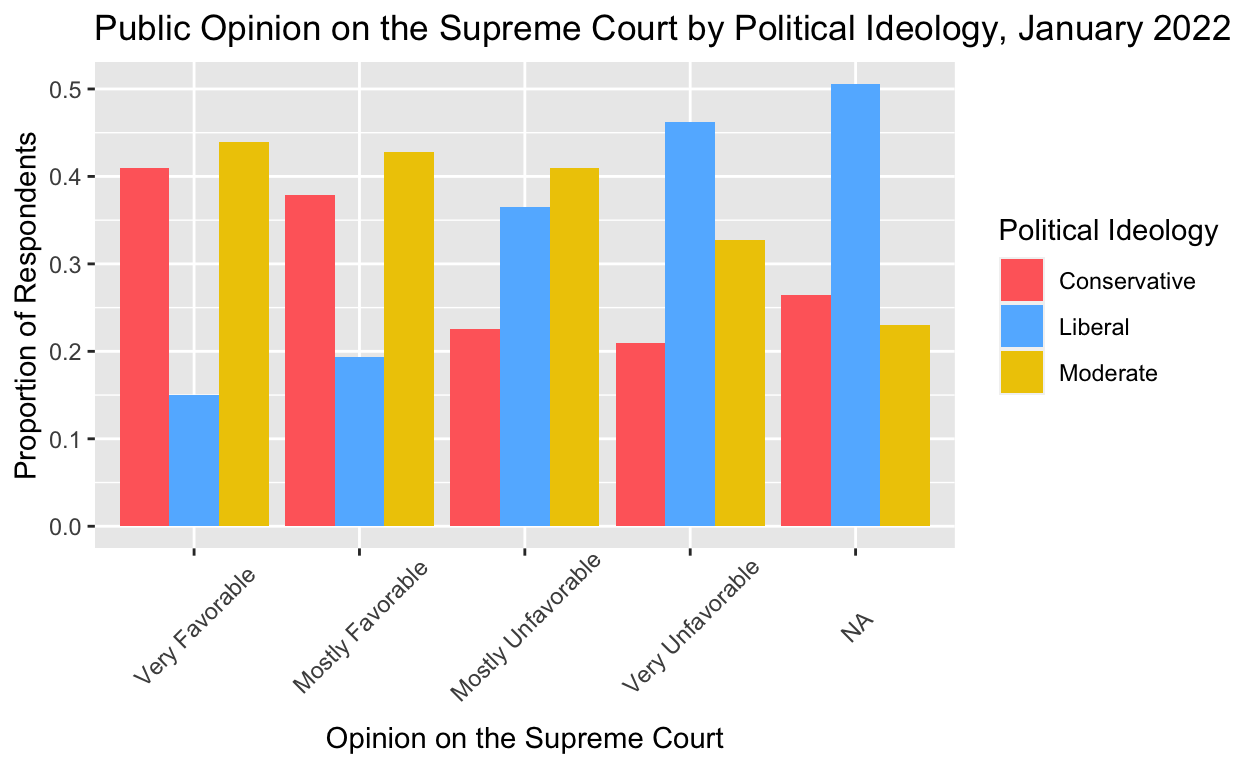 Public Opinion on the Supreme Court by Political Ideology, January 2022
Proportion of Respondents
0.5
0.4
0.3
0.2
0.1
0.0
Very Favorable
Mostly Favorable
Mostly Unfavorable
Very Unfavorable
NA
Opinion on the Supreme Court
Political Ideology
Conservative
Liberal
Moderate